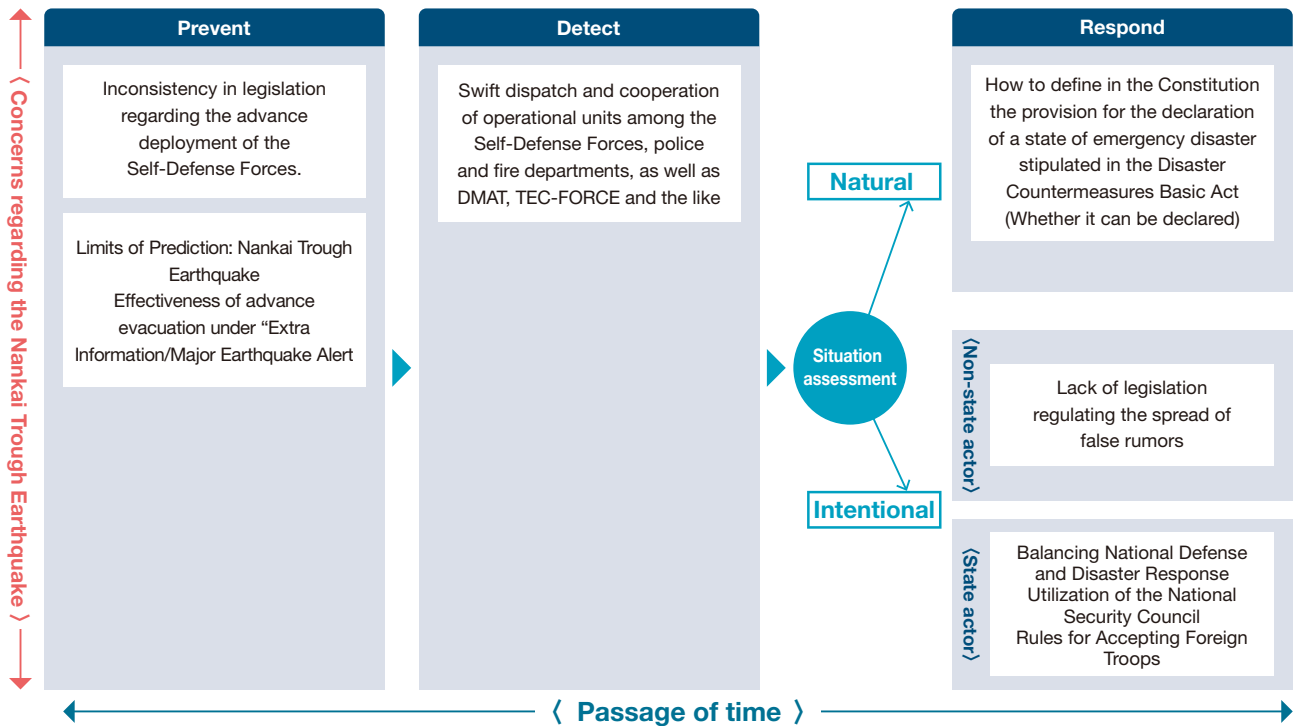 〈 Concerns regarding the Nankai Trough Earthquake 〉
Prevent
Inconsistency in legislation
regarding the advance
deployment of the
Self-Defense Forces.
Limits of Prediction: Nankai Trough
Earthquake
Effectiveness of advance
evacuation under “Extra
Information/Major Earthquake Alert
Detect
Swift dispatch and cooperation
of operational units among the
Self-Defense Forces, police
and fire departments, as well as
DMAT, TEC-FORCE and the like
Situation
assessment
Natural
Intentional
Respond
How to define in the Constitution
the provision for the declaration
of a state of emergency disaster
stipulated in the Disaster
Countermeasures Basic Act
(Whether it can be declared)
〈Non-state actor〉
Lack of legislation
regulating the spread of
false rumors
〈State actor〉
Balancing National Defense
and Disaster Response
Utilization of the National
Security Council
Rules for Accepting Foreign
Troops
〈 Passage of time 〉